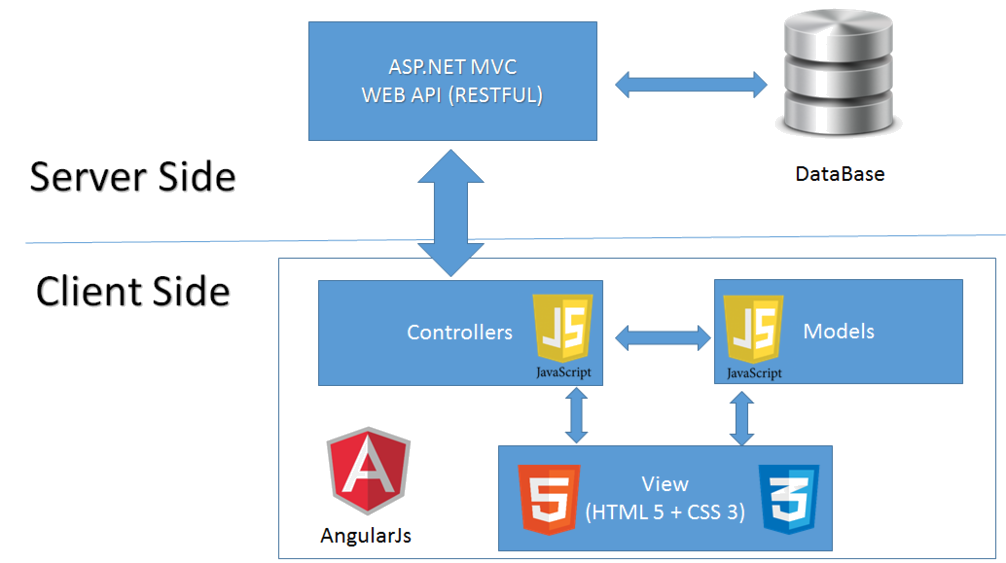 ASP.NET MVC
WEB API (RESTFUL)
DataBase
Server Side
Client Side
Controllers
JS
JavaScript
JS
JavaScript
Models
AngularJs
A
5
View
(HTML 5 + CSS 3)
3